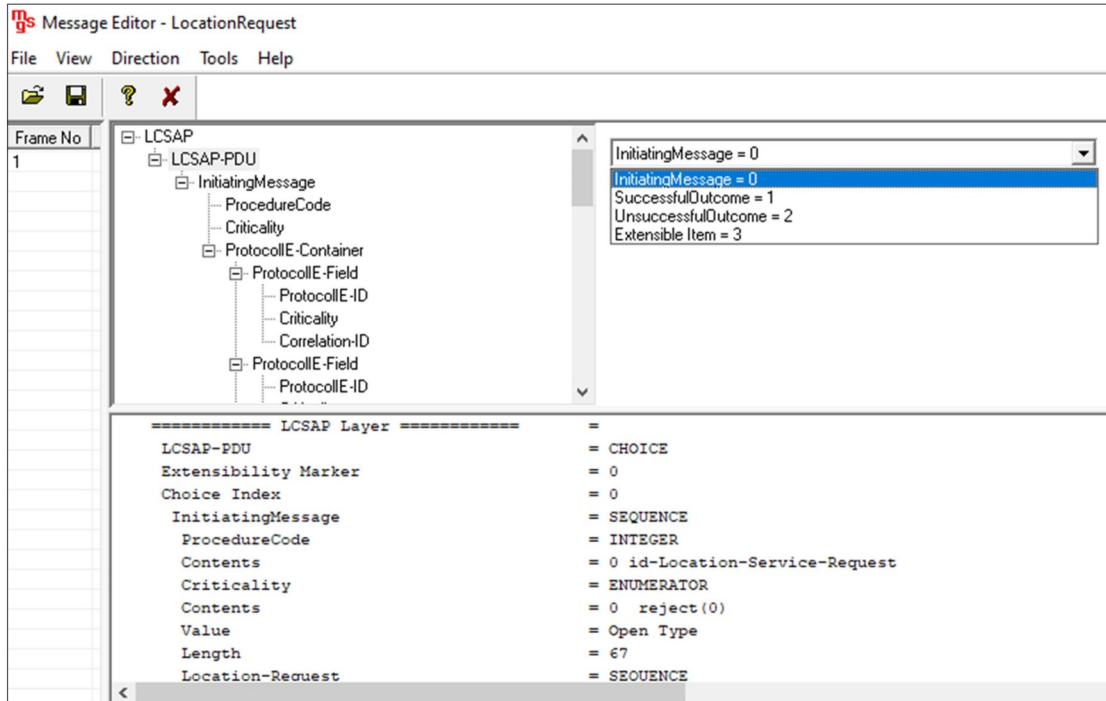 mgs Message Editor - LocationRequest
File View Direction Tools Help
Frame No
1
LCSAP
LCSAP-PDU
InitiatingMessage
ProcedureCode
Criticality
ProtocolIE-Container
ProtocolIE-Field
ProtocolIE-ID
Criticality
Correlation-ID
ProtocolIE-Field
ProtocolIE-ID
InitiatingMessage = 0
InitiatingMessage = 0
SuccessfulOutcome = 1
UnsuccessfulOutcome = 2
Extensible Item = 3
============ LCSAP Layer ============ =
LCSAP-PDU = CHOICE
Extensibility Marker = 0
Choice Index = 0
InitiatingMessage = SEQUENCE
ProcedureCode = INTEGER
Contents = 0 id-Location-Service-Request
Criticality = ENUMERATOR
Contents = 0 reject(0)
Value = Open Type
Length = 67
Location-Request = SEQUENCE